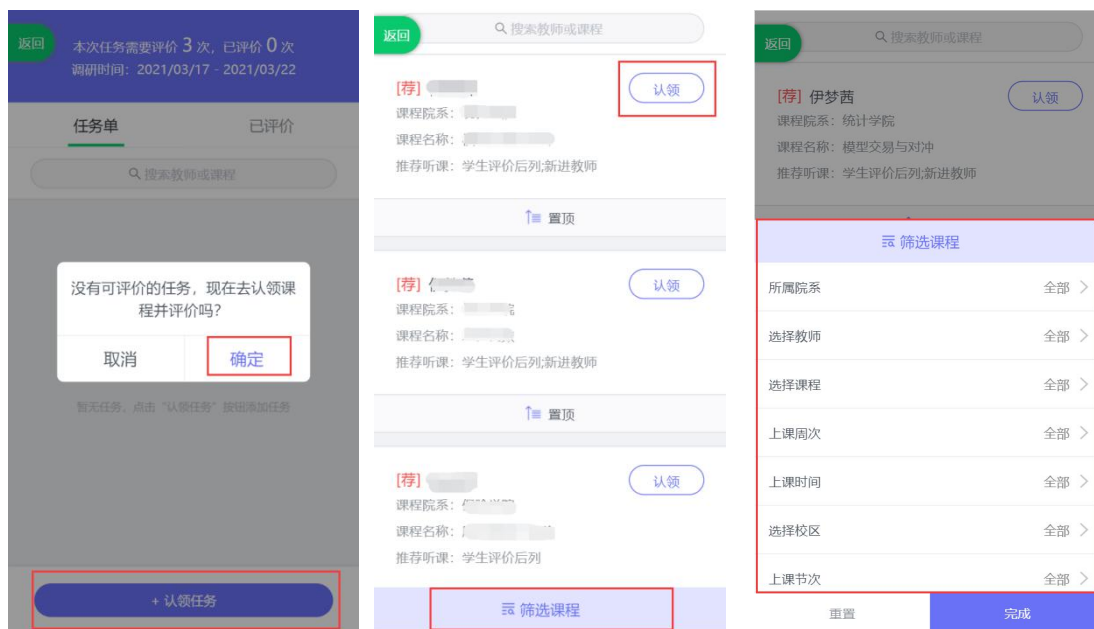 返回
本次任务需要评价 3 次，已评价 0 次
调研时间：2021/03/17 - 2021/03/22
任务单
已评价
搜索教师或课程
没有可评价的任务，现在去认领课
程并评价吗？
取消
确定
暂无任务，点击“认领任务”按钮添加任务
+ 认领任务
返回
搜索教师或课程
[荐]
认领
课程院系：
课程名称：
推荐听课：学生评价后列;新进教师
置顶
[荐]
认领
课程院系：
课程名称：
推荐听课：学生评价后列;新进教师
置顶
[荐]
认领
课程院系：
课程名称：
推荐听课：学生评价后列
筛选课程
返回
搜索教师或课程
[荐] 伊梦茜
认领
课程院系：统计学院
课程名称：模型交易与对冲
推荐听课：学生评价后列;新进教师
筛选课程
所属院系 全部
选择教师 全部
选择课程 全部
上课周次 全部
上课时间 全部
选择校区 全部
上课节次 全部
重置
完成